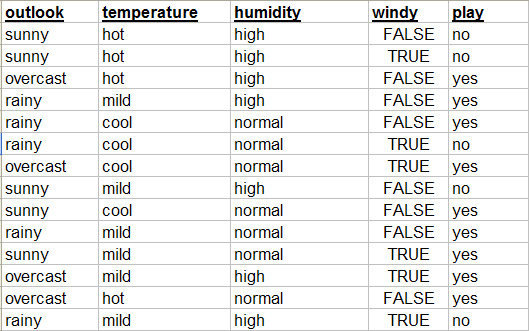 outlook temperature humidity windy play
sunny hot high FALSE no
sunny hot high TRUE no
overcast hot high FALSE yes
rainy mild high FALSE yes
rainy cool normal FALSE yes
rainy cool normal TRUE no
overcast cool normal TRUE yes
sunny mild high FALSE no
sunny cool normal FALSE yes
rainy mild normal FALSE yes
sunny mild normal TRUE yes
overcast mild high TRUE yes
overcast hot normal FALSE yes
rainy mild high TRUE no